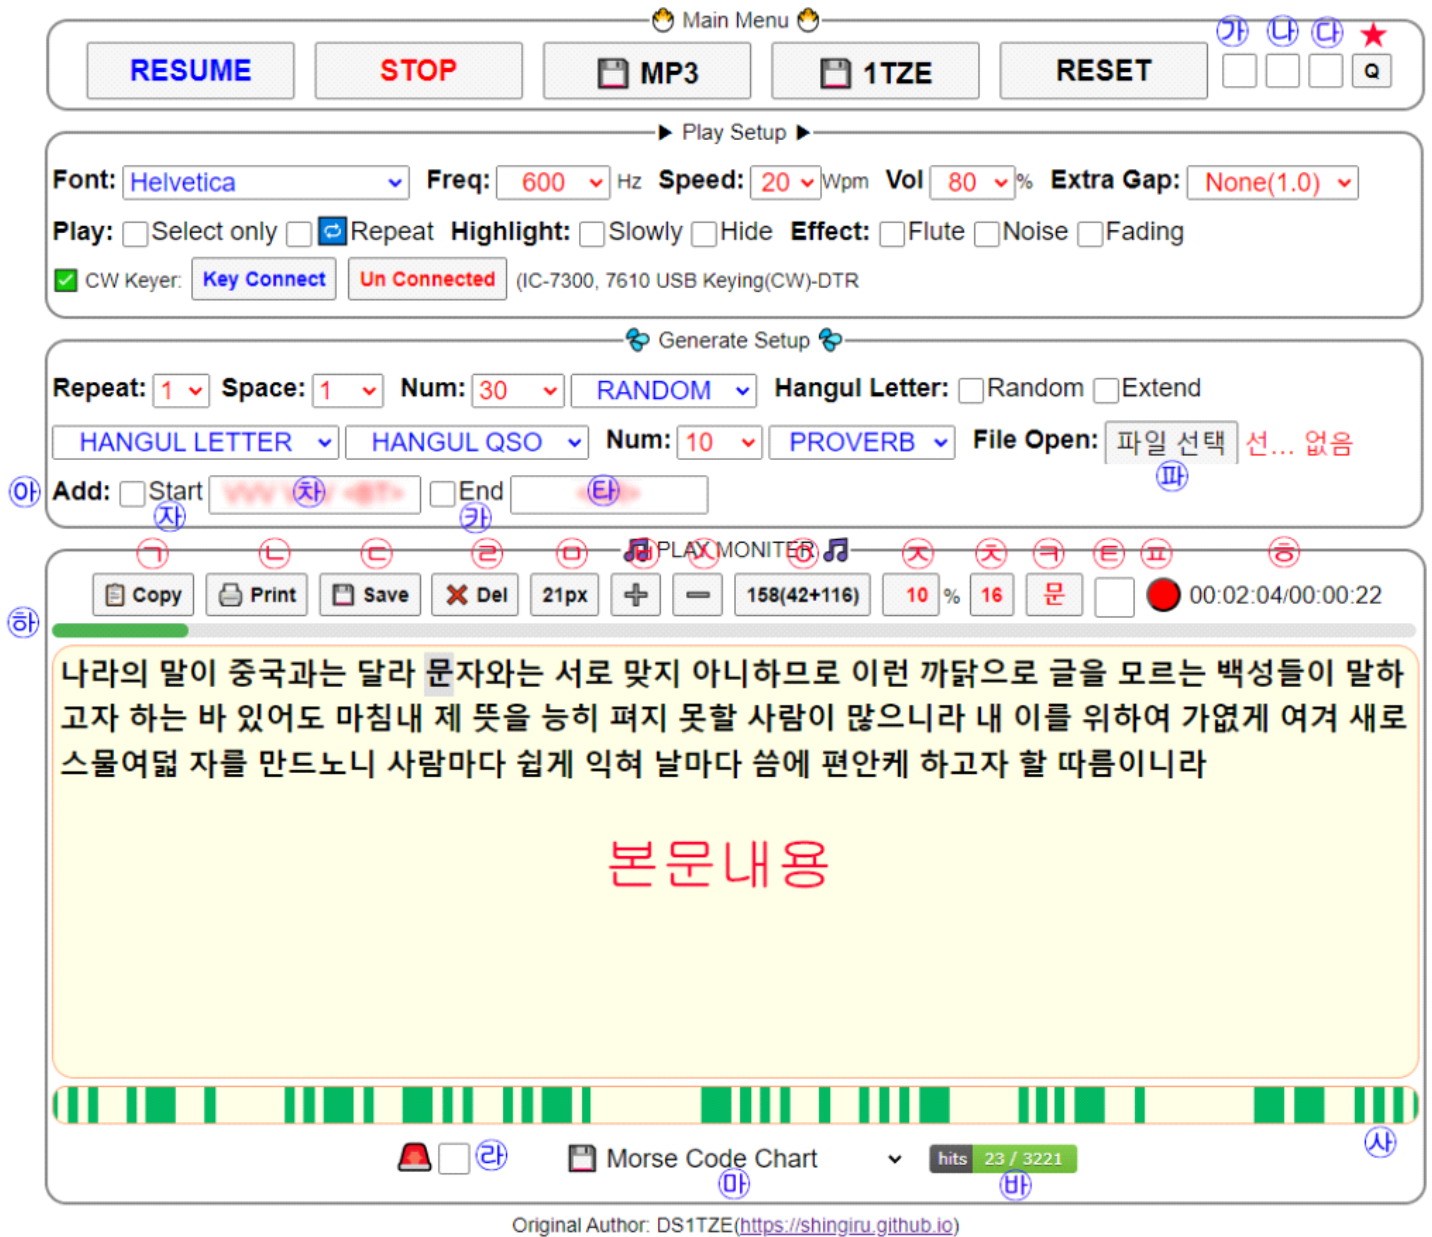 Main Menu
㉮ ㉯ ㉰ ★
RESUME STOP MP3 1TZE RESET Q
▶ Play Setup ▶
Font: Helvetica Freq: 600 Hz Speed: 20 Wpm Vol 80 % Extra Gap: None(1.0)
Play: Select only Repeat Highlight: Slowly Hide Effect: Flute Noise Fading
CW Keyer: Key Connect Un Connected (IC-7300, 7610 USB Keying(CW)-DTR
Generate Setup
Repeat: 1 Space: 1 Num: 30 RANDOM Hangul Letter: Random Extend
HANGUL LETTER HANGUL QSO Num: 10 PROVERB File Open: 파일 선택 선... 없음
㉵ Add: Start ㉷ End ㉹ ㉺
㉶ ㉸
㉠ ㉡ ㉢ ㉣ ㉤ ㉥ PLAY MONITER ㉦ ㉧ ㉨ ㉩ ㉪ ㉫ ㉬ ㉭
Copy Print Save Del 21px + − 158(42+116) 10 % 16 문 00:02:04/00:00:22
㉻
나라의 말이 중국과는 달라 문자와는 서로 맞지 아니하므로 이런 까닭으로 글을 모르는 백성들이 말하
고자 하는 바 있어도 마침내 제 뜻을 능히 펴지 못할 사람이 많으니라 내 이를 위하여 가엾게 여겨 새로
스물여덟 자를 만드노니 사람마다 쉽게 익혀 날마다 씀에 편안케 하고자 할 따름이니라
본문내용
㉱ Morse Code Chart hits 23 / 3221 ㉴
㉲ ㉳
Original Author: DS1TZE(https://shingiru.github.io)